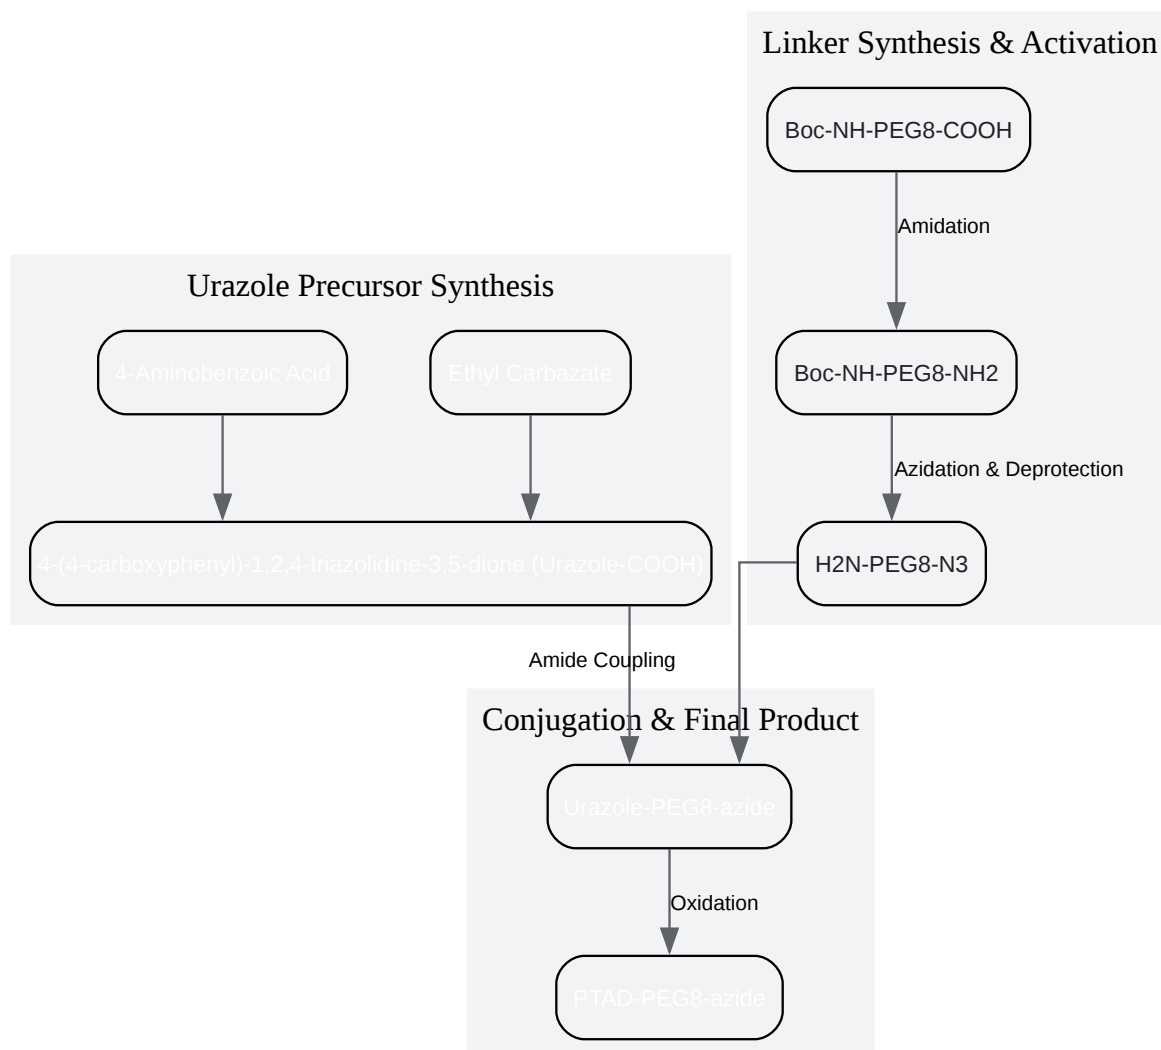 Linker Synthesis & Activation
Boc-NH-PEG8-COOH
Amidation
Urazole Precursor Synthesis
4-Aminobenzoic Acid
Ethyl Carbazate
Boc-NH-PEG8-NH2
Azidation & Deprotection
4-(4-carboxyphenyl)-1,2,4-triazolidine-3,5-dione (Urazole-COOH)
H2N-PEG8-N3
Amide Coupling
Conjugation & Final Product
Urazole-PEG8-azide
Oxidation
PTAD-PEG8-azide